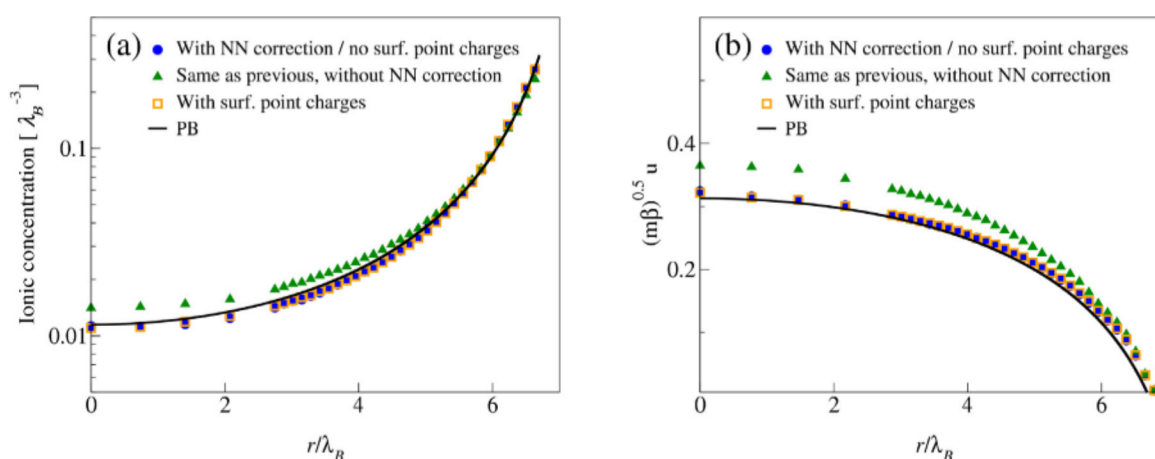 (a)
With NN correction / no surf. point charges
Same as previous, without NN correction
With surf. point charges
PB
Ionic concentration [ λ_B^-3 ]
0.1
0.01
0
2
4
6
r/λ_B
(b)
With NN correction / no surf. point charges
Same as previous, without NN correction
With surf. point charges
PB
(mβ)^0.5 u
0.4
0.2
0
2
4
6
r/λ_B